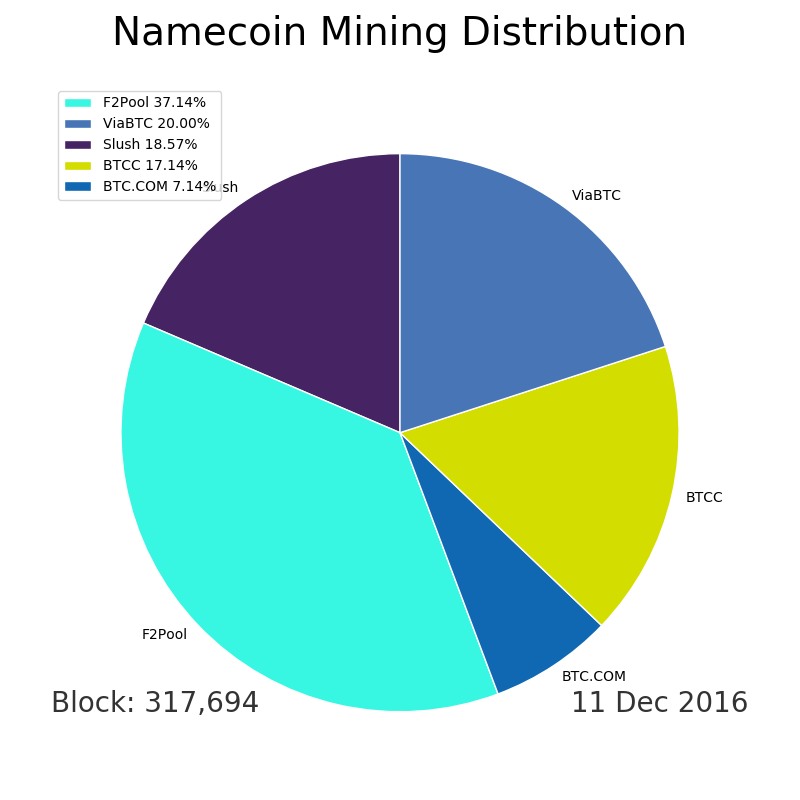 Namecoin Mining Distribution
F2Pool 37.14%
ViaBTC 20.00%
Slush 18.57%
BTCC 17.14%
BTC.COM 7.14%
ViaBTC
BTCC
F2Pool
BTC.COM
Block: 317,694
11 Dec 2016